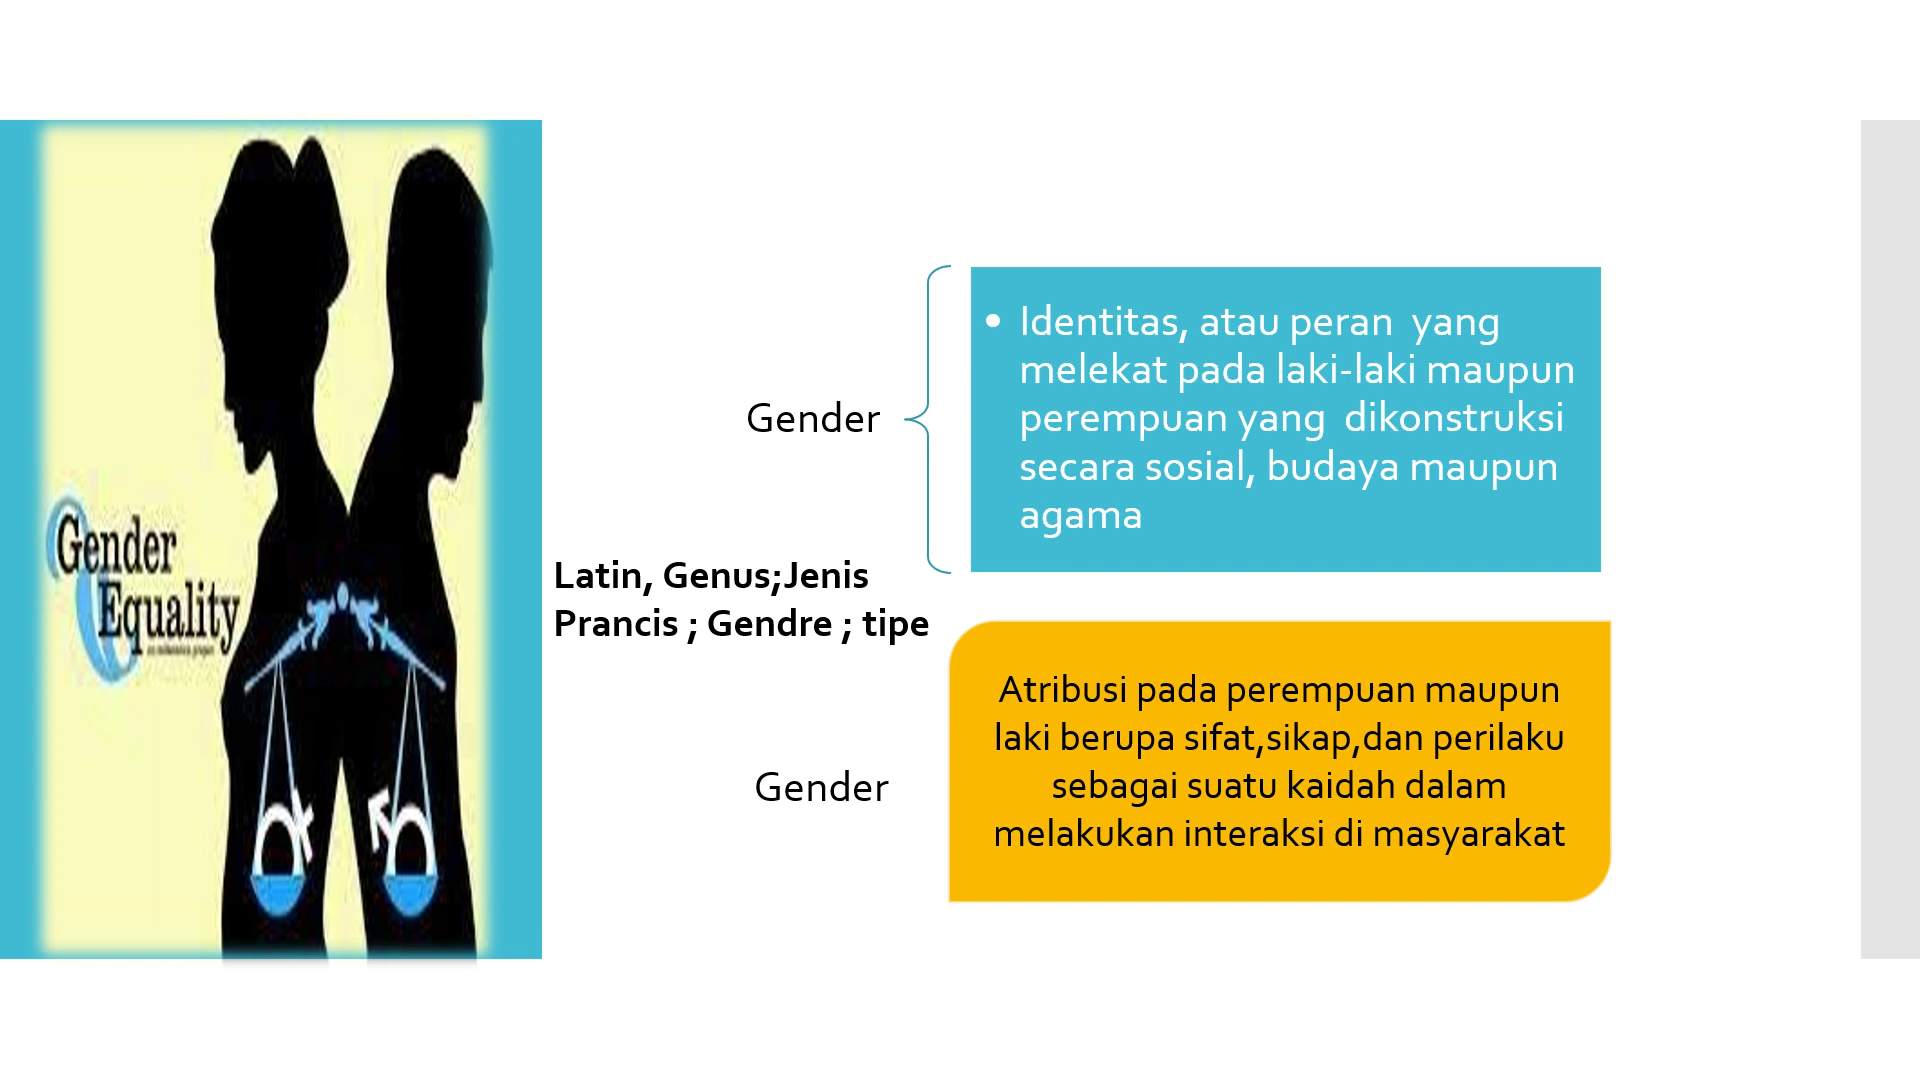 Gender
Equality
Gender
• Identitas, atau peran  yang
melekat pada laki-laki maupun
perempuan yang  dikonstruksi
secara sosial, budaya maupun
agama
Latin, Genus;Jenis
Prancis ; Gendre ; tipe
Gender
Atribusi pada perempuan maupun
laki berupa sifat,sikap,dan perilaku
sebagai suatu kaidah dalam
melakukan interaksi di masyarakat